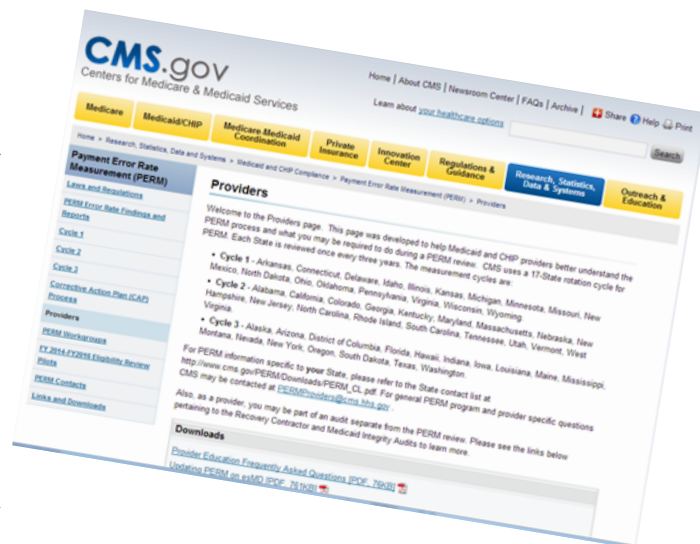 CMS.gov
Centers for Medicare & Medicaid Services
Home | About CMS | Newsroom Center | FAQs | Archive | Share Help Print
Learn about your healthcare options
Search
Medicare
Medicaid/CHIP
Medicare-Medicaid
Coordination
Private
Insurance
Innovation
Center
Regulations &
Guidance
Research, Statistics,
Data & Systems
Outreach &
Education
Home > Research, Statistics, Data and Systems > Medicaid and CHIP Compliance > Payment Error Rate Measurement (PERM) > Providers
Payment Error Rate
Measurement (PERM)
Laws and Regulations
PERM Error Rate Findings and
Reports
Cycle 1
Cycle 2
Cycle 3
Corrective Action Plan (CAP)
Process
Providers
PERM Workgroups
FY 2014-FY2016 Eligibility Review
Pilots
PERM Contacts
Links and Downloads
Providers
Welcome to the Providers page. This page was developed to help Medicaid and CHIP providers better understand the
PERM process and what you may be required to do during a PERM review. CMS uses a 17-State rotation cycle for
PERM. Each State is reviewed once every three years. The measurement cycles are:
• Cycle 1 - Arkansas, Connecticut, Delaware, Idaho, Illinois, Kansas, Michigan, Minnesota, Missouri, New
Mexico, North Dakota, Ohio, Oklahoma, Pennsylvania, Virginia, Wisconsin, Wyoming.
• Cycle 2 - Alabama, California, Colorado, Georgia, Kentucky, Maryland, Massachusetts, Nebraska, New
Hampshire, New Jersey, North Carolina, Rhode Island, South Carolina, Tennessee, Utah, Vermont, West
Virginia.
• Cycle 3 - Alaska, Arizona, District of Columbia, Florida, Hawaii, Indiana, Iowa, Louisiana, Maine, Mississippi,
Montana, Nevada, New York, Oregon, South Dakota, Texas, Washington.
For PERM information specific to your State, please refer to the State contact list at
http://www.cms.gov/PERM/Downloads/PERM_CL.pdf. For general PERM program and provider specific questions
CMS may be contacted at PERMProviders@cms.hhs.gov .
Also, as a provider, you may be part of an audit separate from the PERM review. Please see the links below
pertaining to the Recovery Contractor and Medicaid Integrity Audits to learn more.
Downloads
Provider Education Frequently Asked Questions [PDF, 76KB]
Updating PERM on esMD [PDF, 761KB]